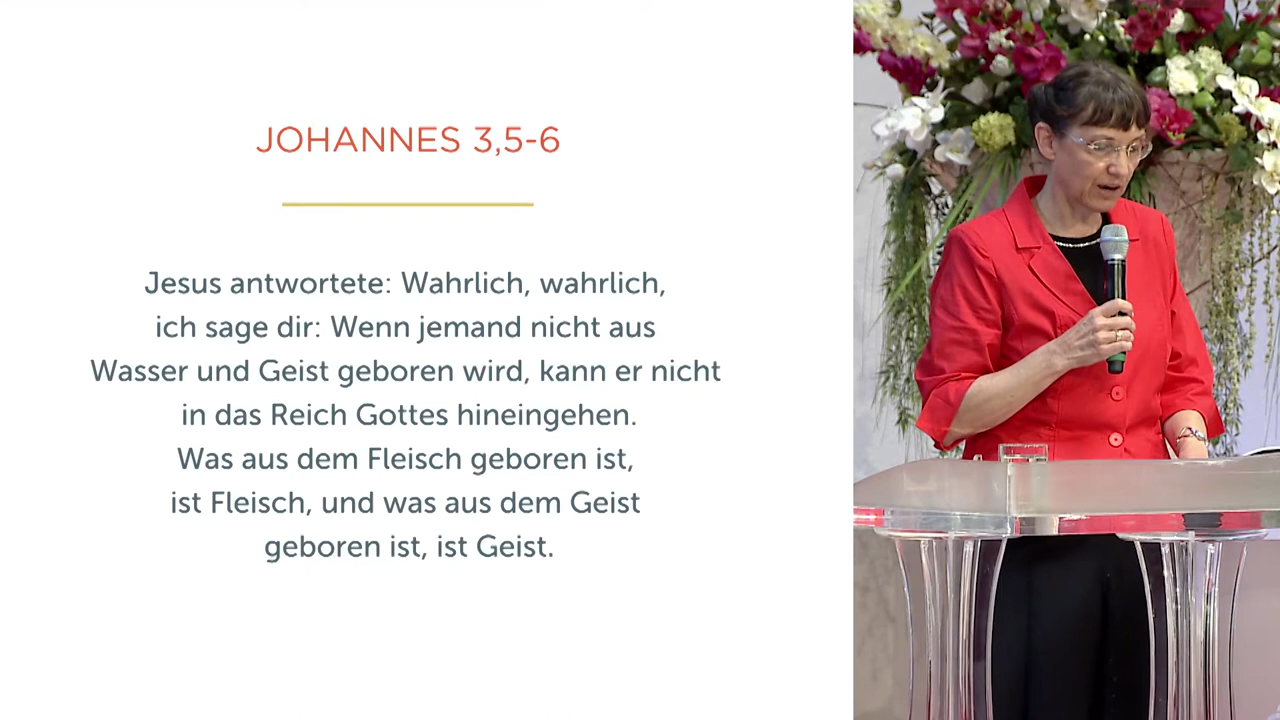 JOHANNES 3,5-6
Jesus antwortete: Wahrlich, wahrlich,
ich sage dir: Wenn jemand nicht aus
Wasser und Geist geboren wird, kann er nicht
in das Reich Gottes hineingehen.
Was aus dem Fleisch geboren ist,
ist Fleisch, und was aus dem Geist
geboren ist, ist Geist.